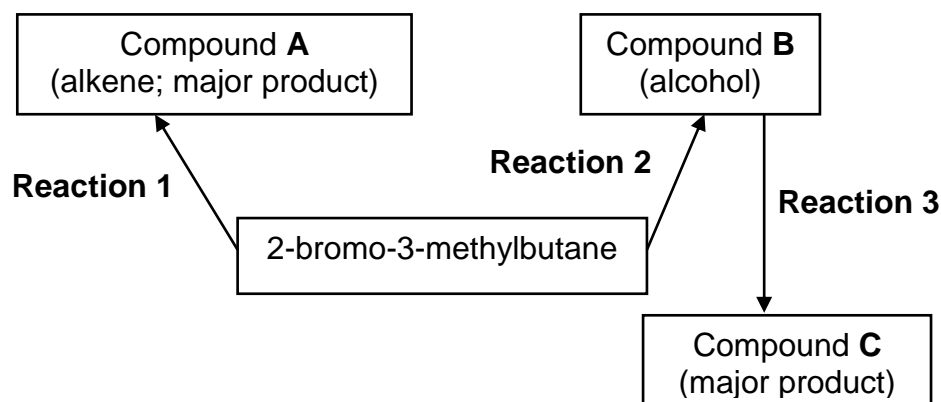 Compound A
(alkene; major product)
Compound B
(alcohol)
Reaction 1
Reaction 2
Reaction 3
2-bromo-3-methylbutane
Compound C
(major product)